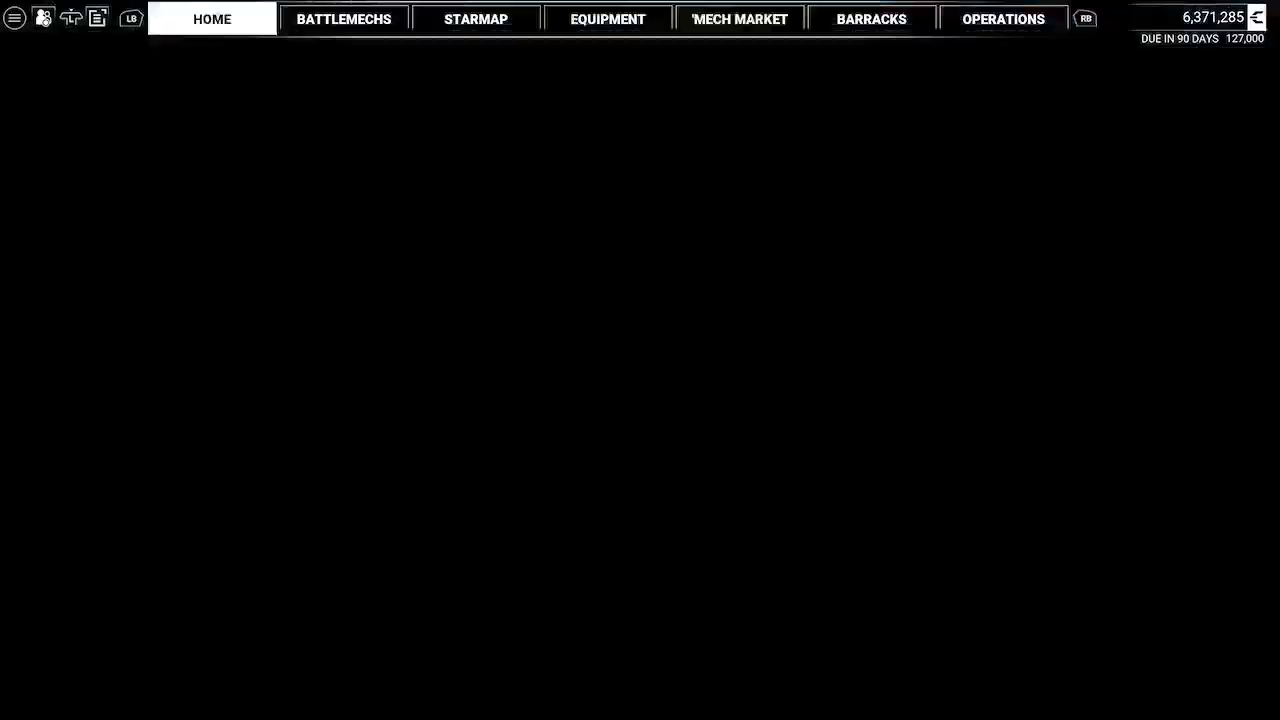 LB
HOME
BATTLEMECHS
STARMAP
EQUIPMENT
'MECH MARKET
BARRACKS
OPERATIONS
RB
6,371,285
DUE IN 90 DAYS 127,000